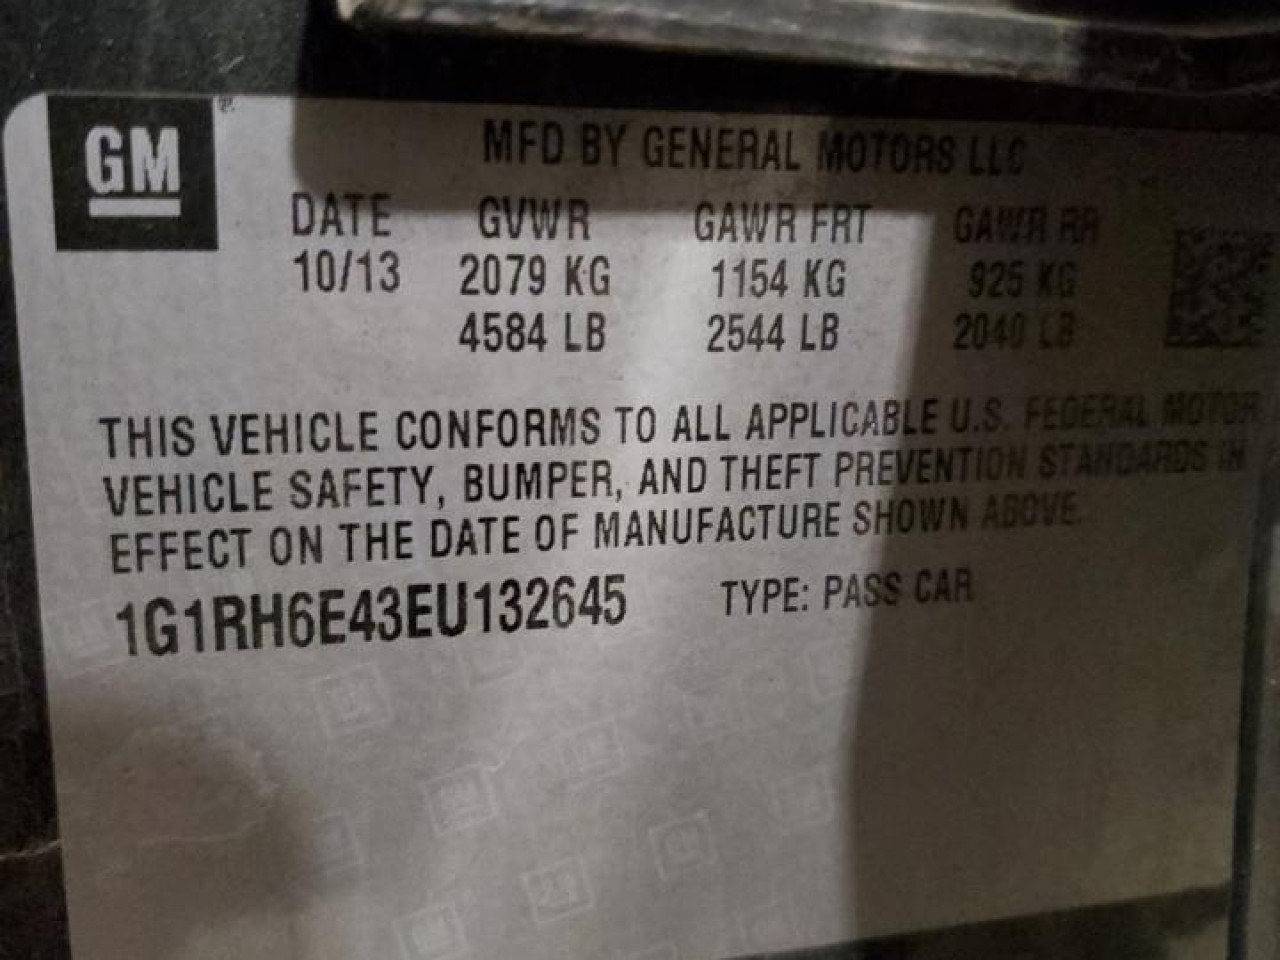 GM
MFD BY GENERAL MOTORS LLC
DATE GVWR GAWR FRT GAWR RR
10/13 2079 KG 1154 KG 925 KG
4584 LB 2544 LB 2040 LB
THIS VEHICLE CONFORMS TO ALL APPLICABLE U.S. FEDERAL MOTOR
VEHICLE SAFETY, BUMPER, AND THEFT PREVENTION STANDARDS IN
EFFECT ON THE DATE OF MANUFACTURE SHOWN ABOVE.
1G1RH6E43EU132645 TYPE: PASS CAR